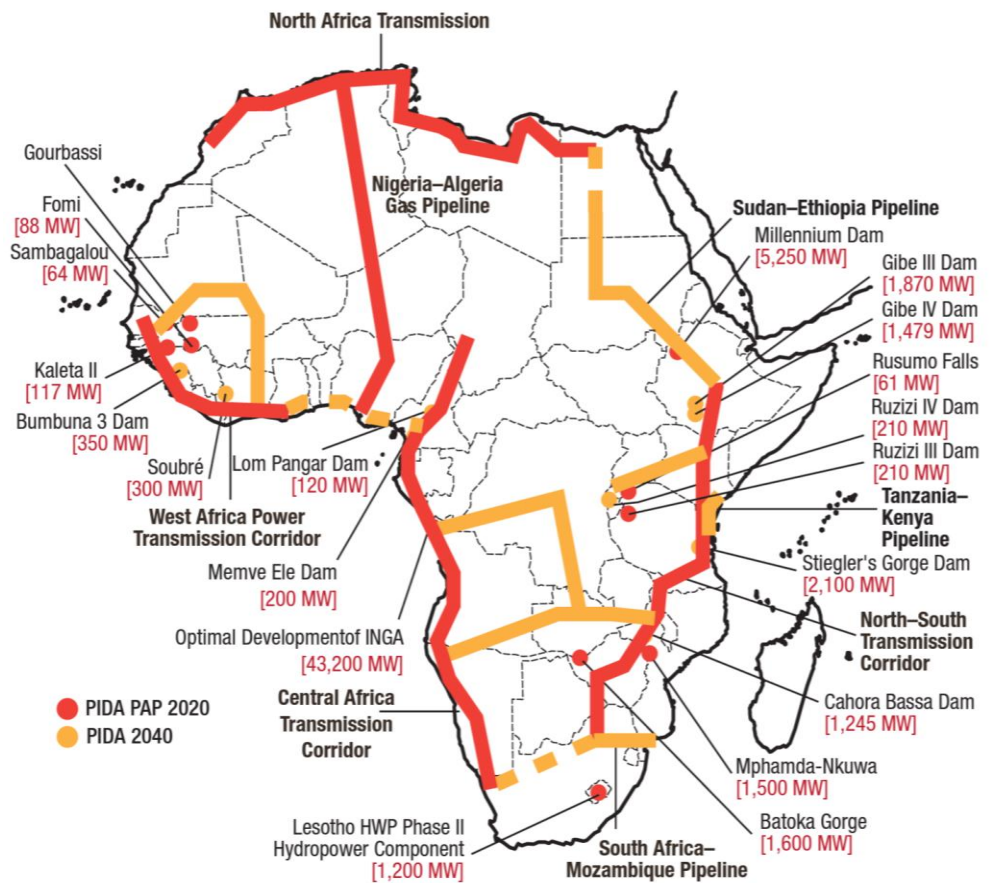 North Africa Transmission
Gourbassi
Fomi
[88 MW]
Sambagalou
[64 MW]
Kaleta II
[117 MW]
Bumbuna 3 Dam
[350 MW]
Soubré
[300 MW]
West Africa Power
Transmission Corridor
Lom Pangar Dam
[120 MW]
Memve Ele Dam
[200 MW]
Optimal Developmentof INGA
[43,200 MW]
Central Africa
Transmission
Corridor
PIDA PAP 2020
PIDA 2040
Lesotho HWP Phase II
Hydropower Component
[1,200 MW]
Nigeria–Algeria
Gas Pipeline
Sudan–Ethiopia Pipeline
Millennium Dam
[5,250 MW]
Gibe III Dam
[1,870 MW]
Gibe IV Dam
[1,479 MW]
Rusumo Falls
[61 MW]
Ruzizi IV Dam
[210 MW]
Ruzizi III Dam
[210 MW]
Tanzania–
Kenya
Pipeline
Stiegler's Gorge Dam
[2,100 MW]
North–South
Transmission
Corridor
Cahora Bassa Dam
[1,245 MW]
Mphamda-Nkuwa
[1,500 MW]
Batoka Gorge
[1,600 MW]
South Africa–
Mozambique Pipeline